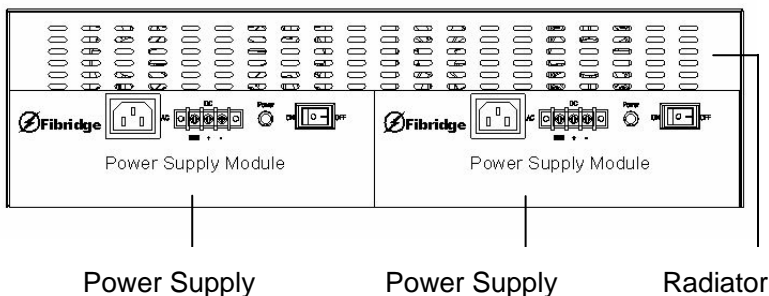 DC Power DC Power
Fibridge AC ON OFF Fibridge AC ON OFF
+ - + -
Power Supply Module Power Supply Module
Power Supply Power Supply Radiator